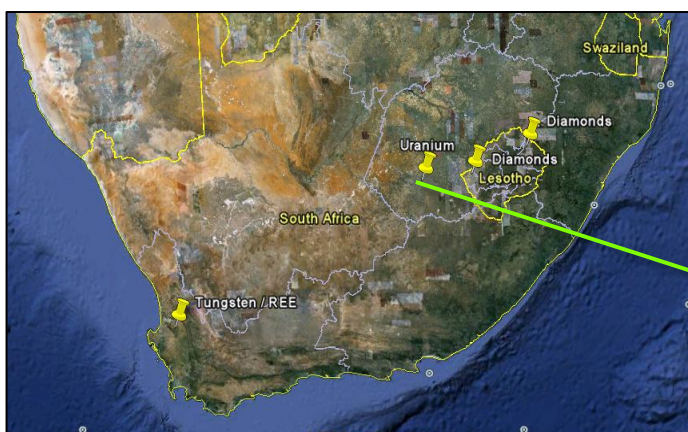 Swaziland
Diamonds
Uranium
Diamonds
Lesotho
South Africa
Tungsten / REE